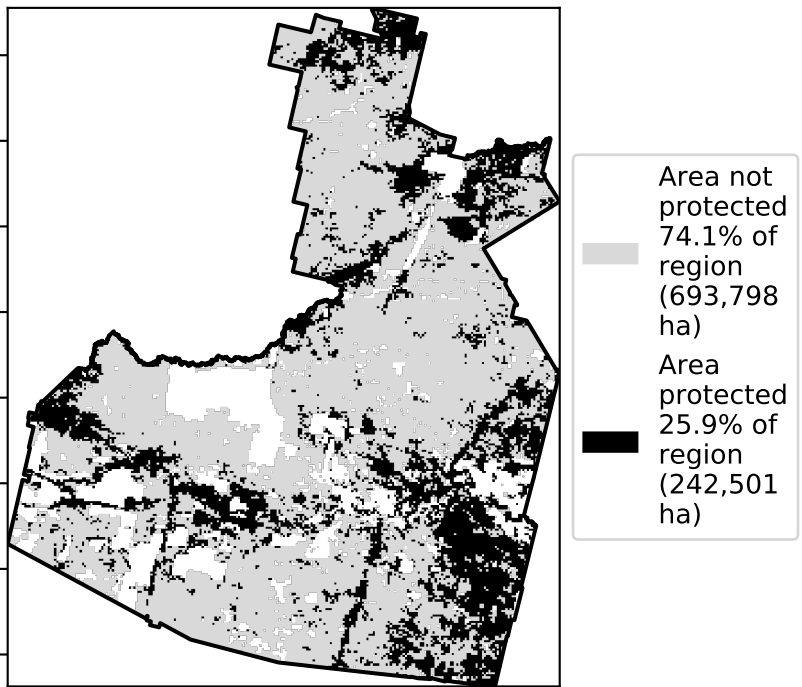 Area not
protected
74.1% of
region
(693,798
ha)
Area
protected
25.9% of
region
(242,501
ha)